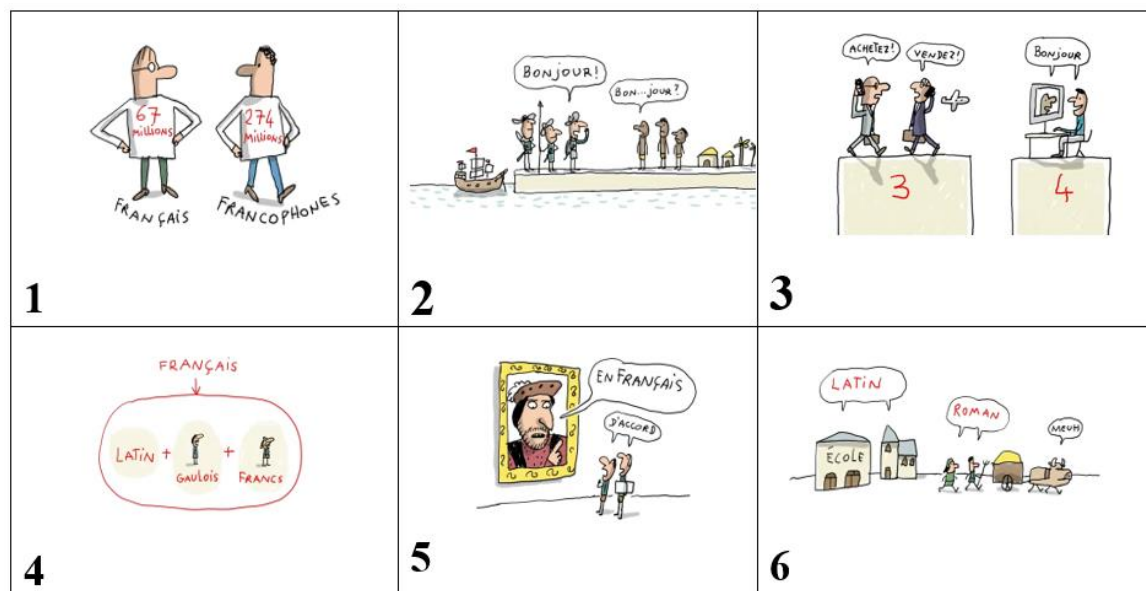 67
MILLIONS
FRANÇAIS
274
MILLIONS
FRANCOPHONES
1
BONJOUR!
BON...JOUR?
2
ACHETEZ!
VENDEZ!
BONJOUR
3
4
3
FRANÇAIS
LATIN + GAULOIS + FRANCS
4
EN FRANÇAIS
D'ACCORD
5
LATIN
ÉCOLE
ROMAN
MEUH
6